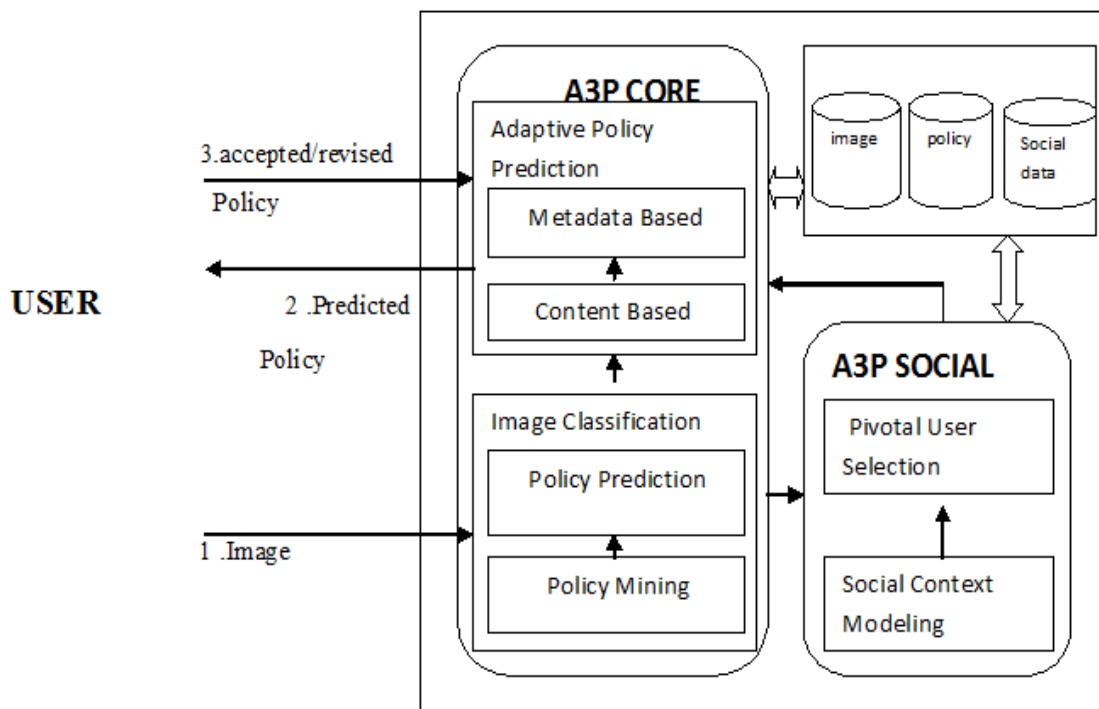 USER
3.accepted/revised
Policy
2 .Predicted
Policy
1 .Image
A3P CORE
Adaptive Policy
Prediction
Metadata Based
Content Based
Image Classification
Policy Prediction
Policy Mining
image
policy
Social
data
A3P SOCIAL
Pivotal User
Selection
Social Context
Modeling